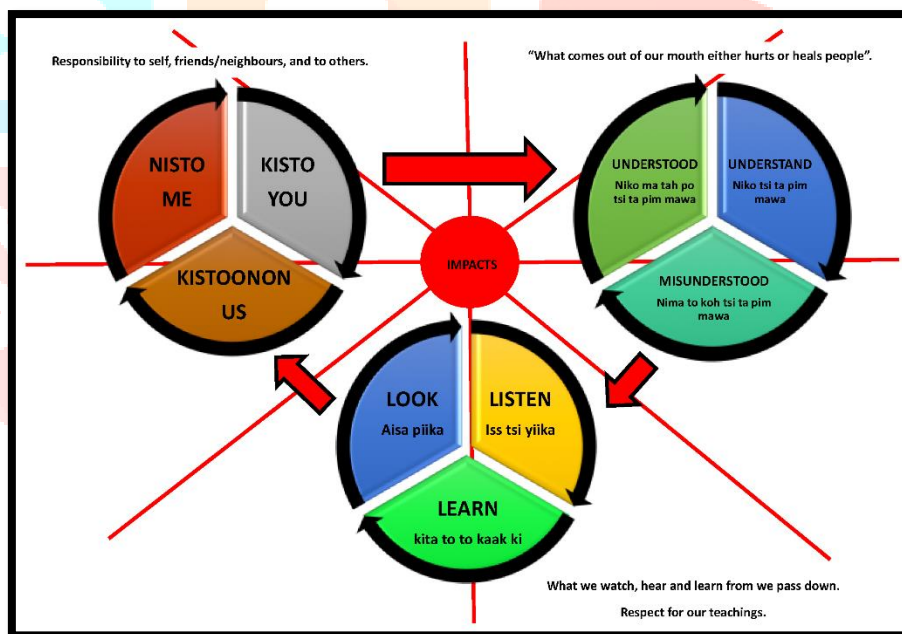 Responsibility to self, friends/neighbours, and to others.
“What comes out of our mouth either hurts or heals people”.
NISTO
ME
KISTO
YOU
KISTOONON
US
UNDERSTOOD
Niko ma tah po
tsi ta pim mawa
UNDERSTAND
Niko tsi ta pim
mawa
MISUNDERSTOOD
Nima to koh tsi ta pim
mawa
IMPACTS
LOOK
Aisa piika
LISTEN
Iss tsi yiika
LEARN
kita to to kaak ki
What we watch, hear and learn from we pass down.
Respect for our teachings.